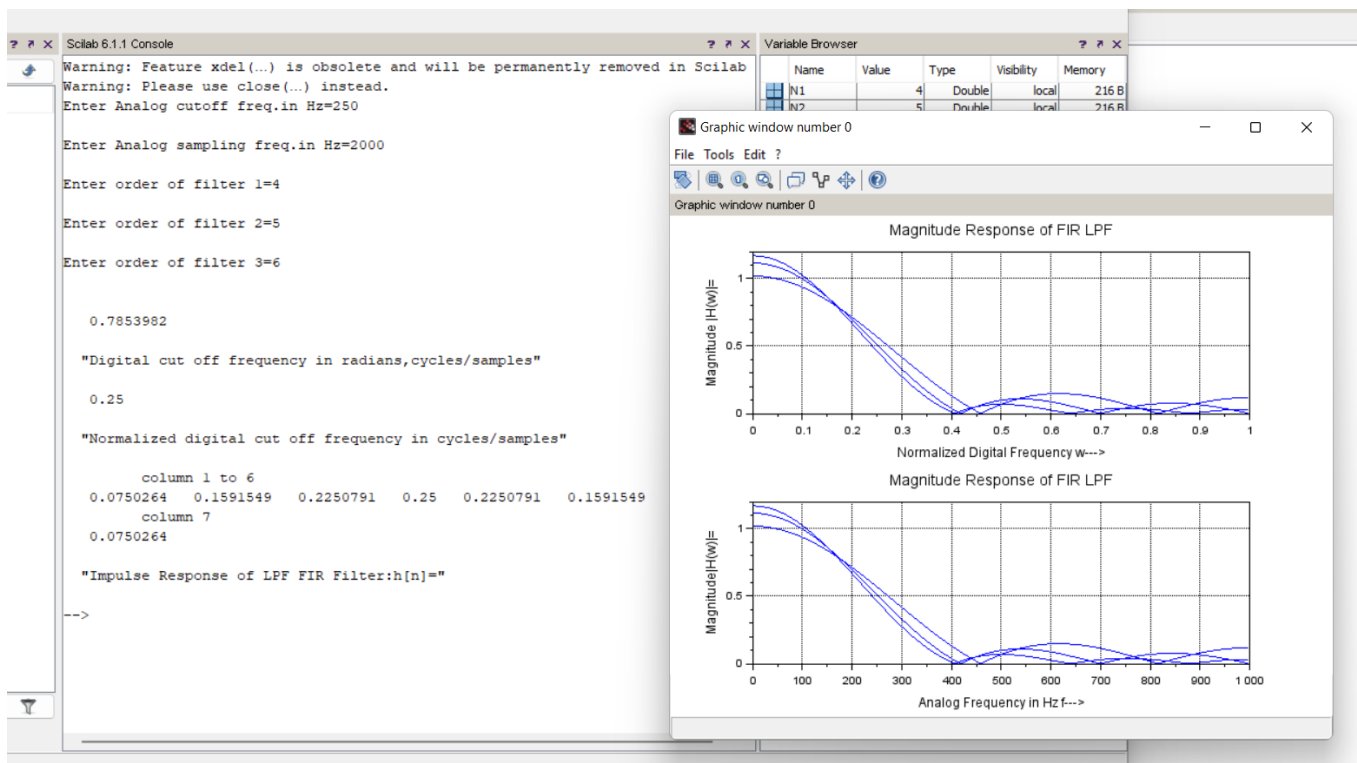 Scilab 6.1.1 Console
? ? X
Warning: Feature xdel(...) is obsolete and will be permanently removed in Scilab
Warning: Please use close(...) instead.
Enter Analog cutoff freq.in Hz=250
Enter Analog sampling freq.in Hz=2000
Enter order of filter 1=4
Enter order of filter 2=5
Enter order of filter 3=6
0.7853982
"Digital cut off frequency in radians,cycles/samples"
0.25
"Normalized digital cut off frequency in cycles/samples"
column 1 to 6
0.0750264 0.1591549 0.2250791 0.25 0.2250791 0.1591549
column 7
0.0750264
"Impulse Response of LPF FIR Filter:h[n]="
-->
Variable Browser
Name Value Type Visibility Memory
N1 4 Double local 216 B
N2 5 Double local 216 B
Graphic window number 0
File Tools Edit ?
Graphic window number 0
Magnitude Response of FIR LPF
Magnitude |H(w)|=
1
0.5
0
0 0.1 0.2 0.3 0.4 0.5 0.6 0.7 0.8 0.9 1
Normalized Digital Frequency w--->
Magnitude Response of FIR LPF
Magnitude|H(w)|=
1
0.5
0
0 100 200 300 400 500 600 700 800 900 1 000
Analog Frequency in Hz f--->